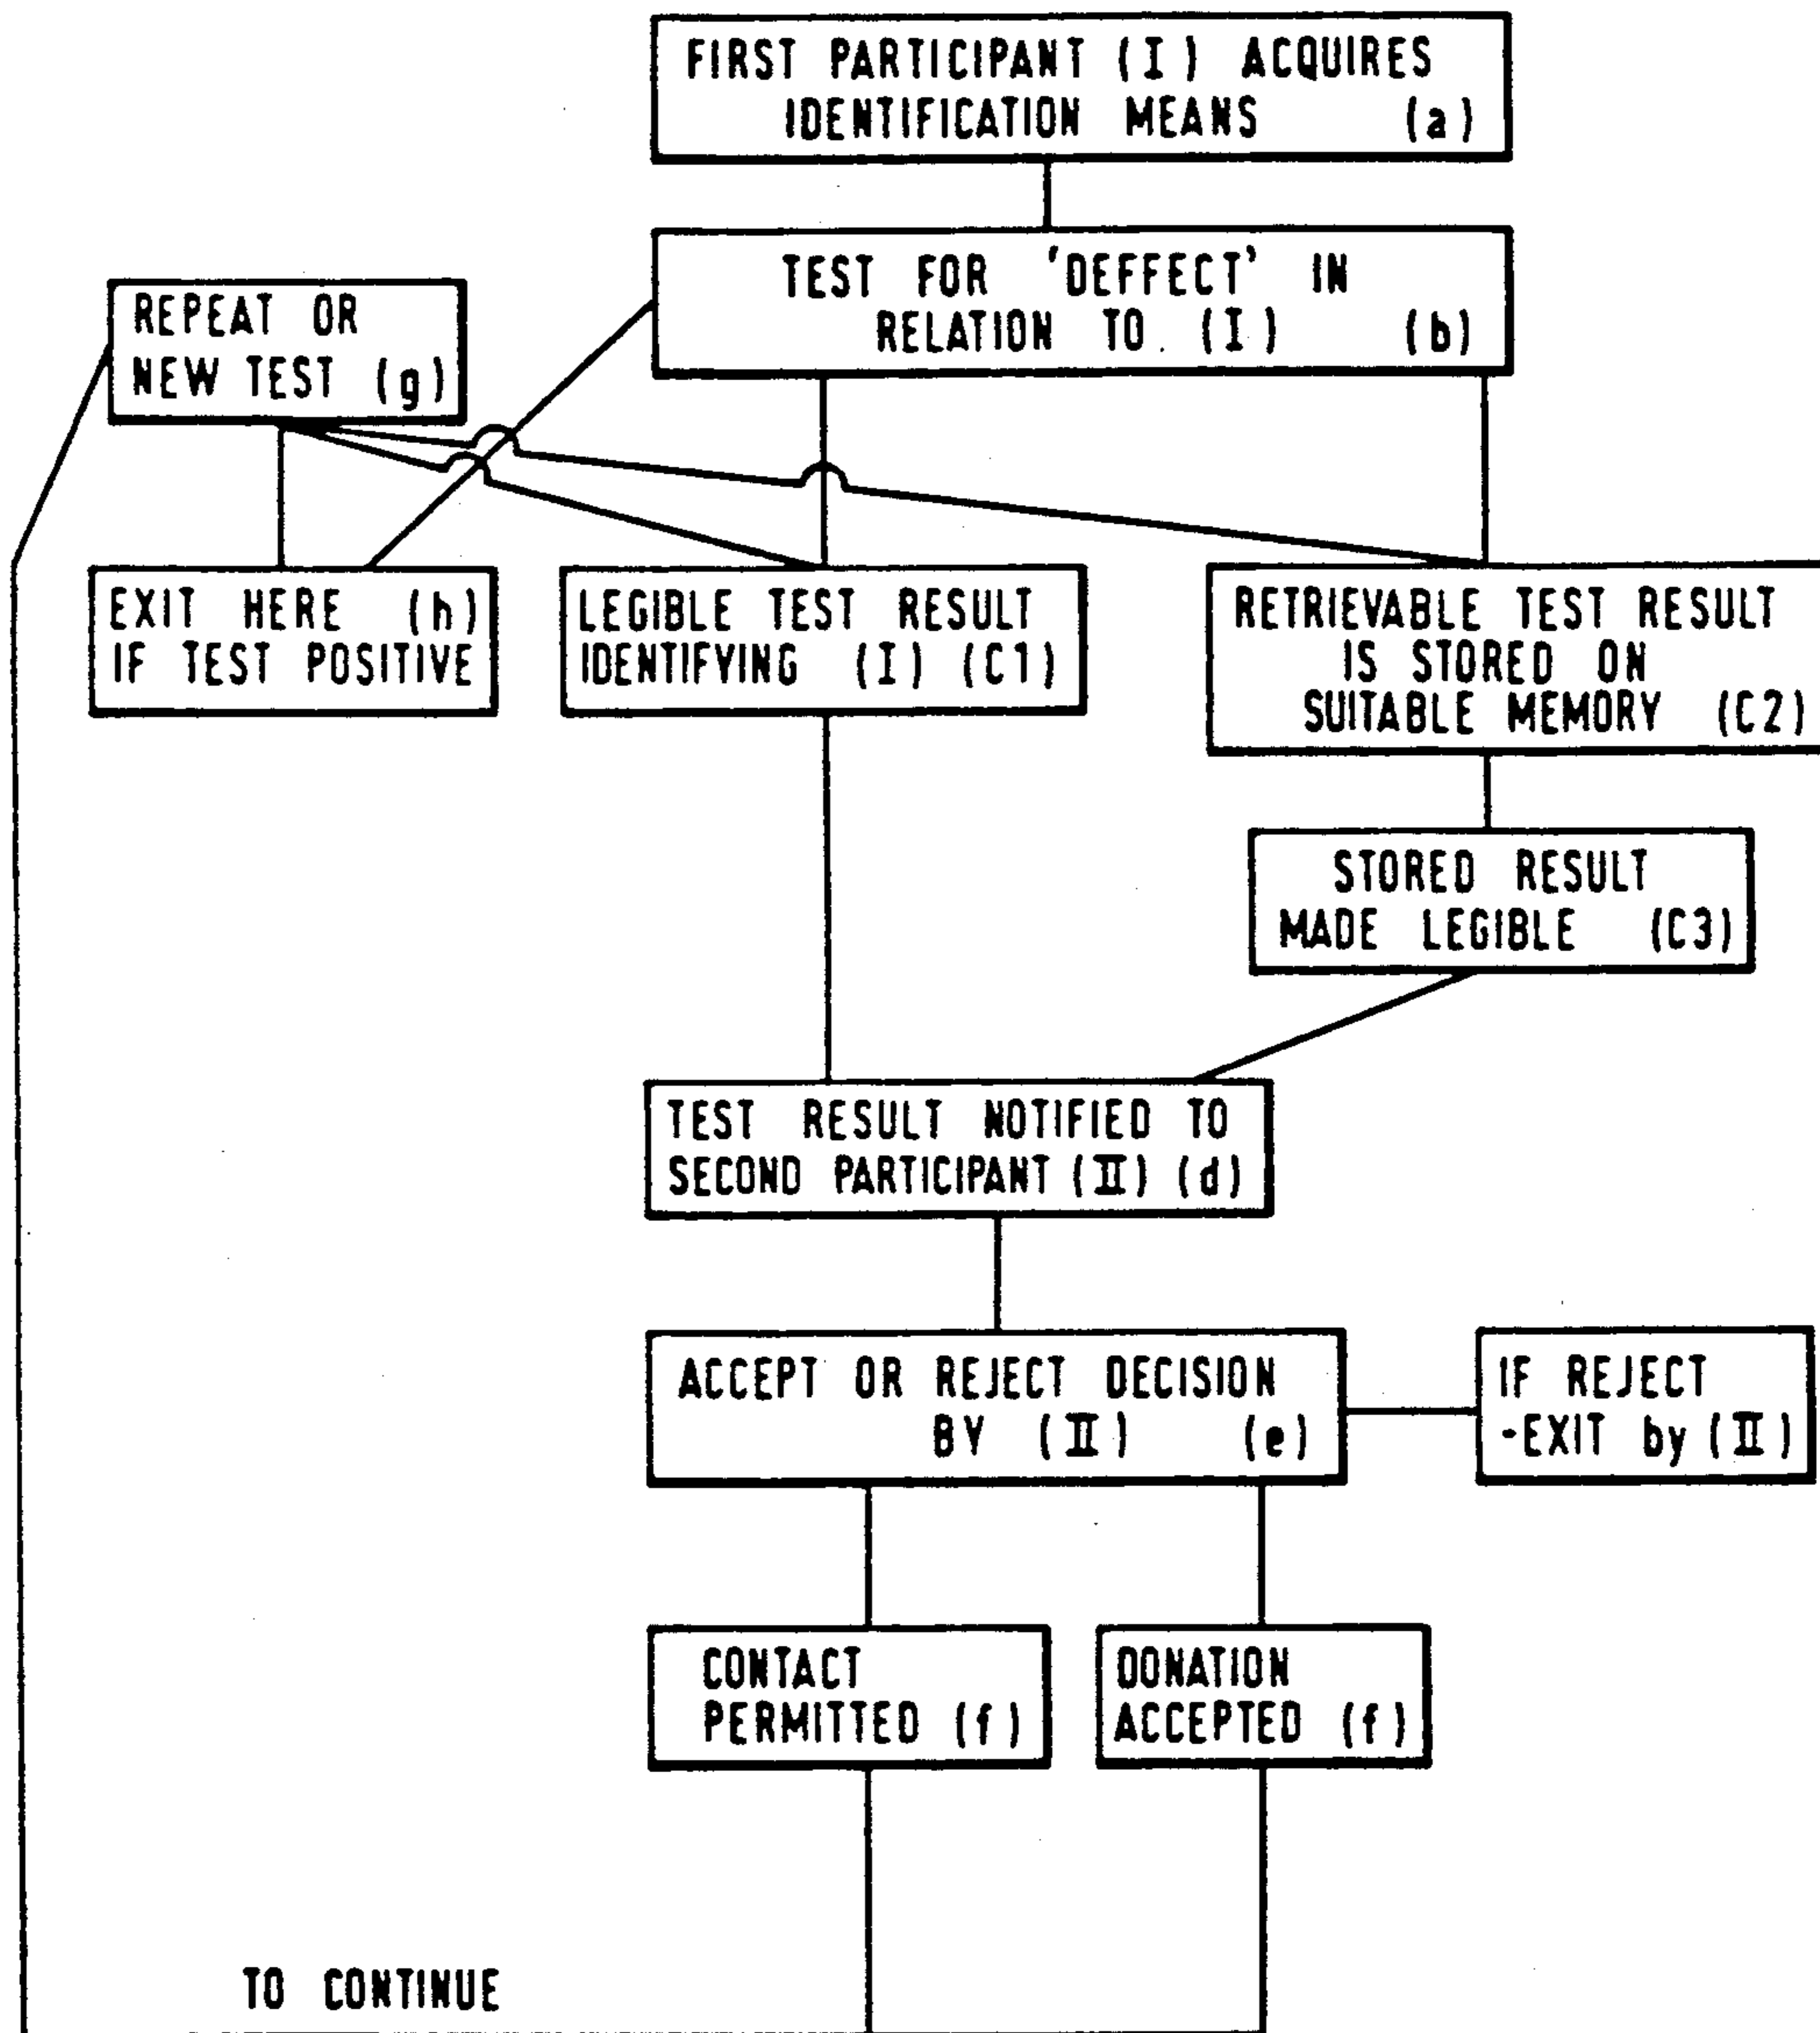 FIRST PARTICIPANT (I) ACQUIRES
IDENTIFICATION MEANS (a)
TEST FOR 'DEFFECT' IN
RELATION TO (I) (b)
REPEAT OR
NEW TEST (g)
EXIT HERE (h)
IF TEST POSITIVE
LEGIBLE TEST RESULT
IDENTIFYING (I) (C1)
RETRIEVABLE TEST RESULT
IS STORED ON
SUITABLE MEMORY (C2)
STORED RESULT
MADE LEGIBLE (C3)
TEST RESULT NOTIFIED TO
SECOND PARTICIPANT (II) (d)
ACCEPT OR REJECT DECISION
BY (II) (e)
IF REJECT
-EXIT by (II)
CONTACT
PERMITTED (f)
DONATION
ACCEPTED (f)
TO CONTINUE